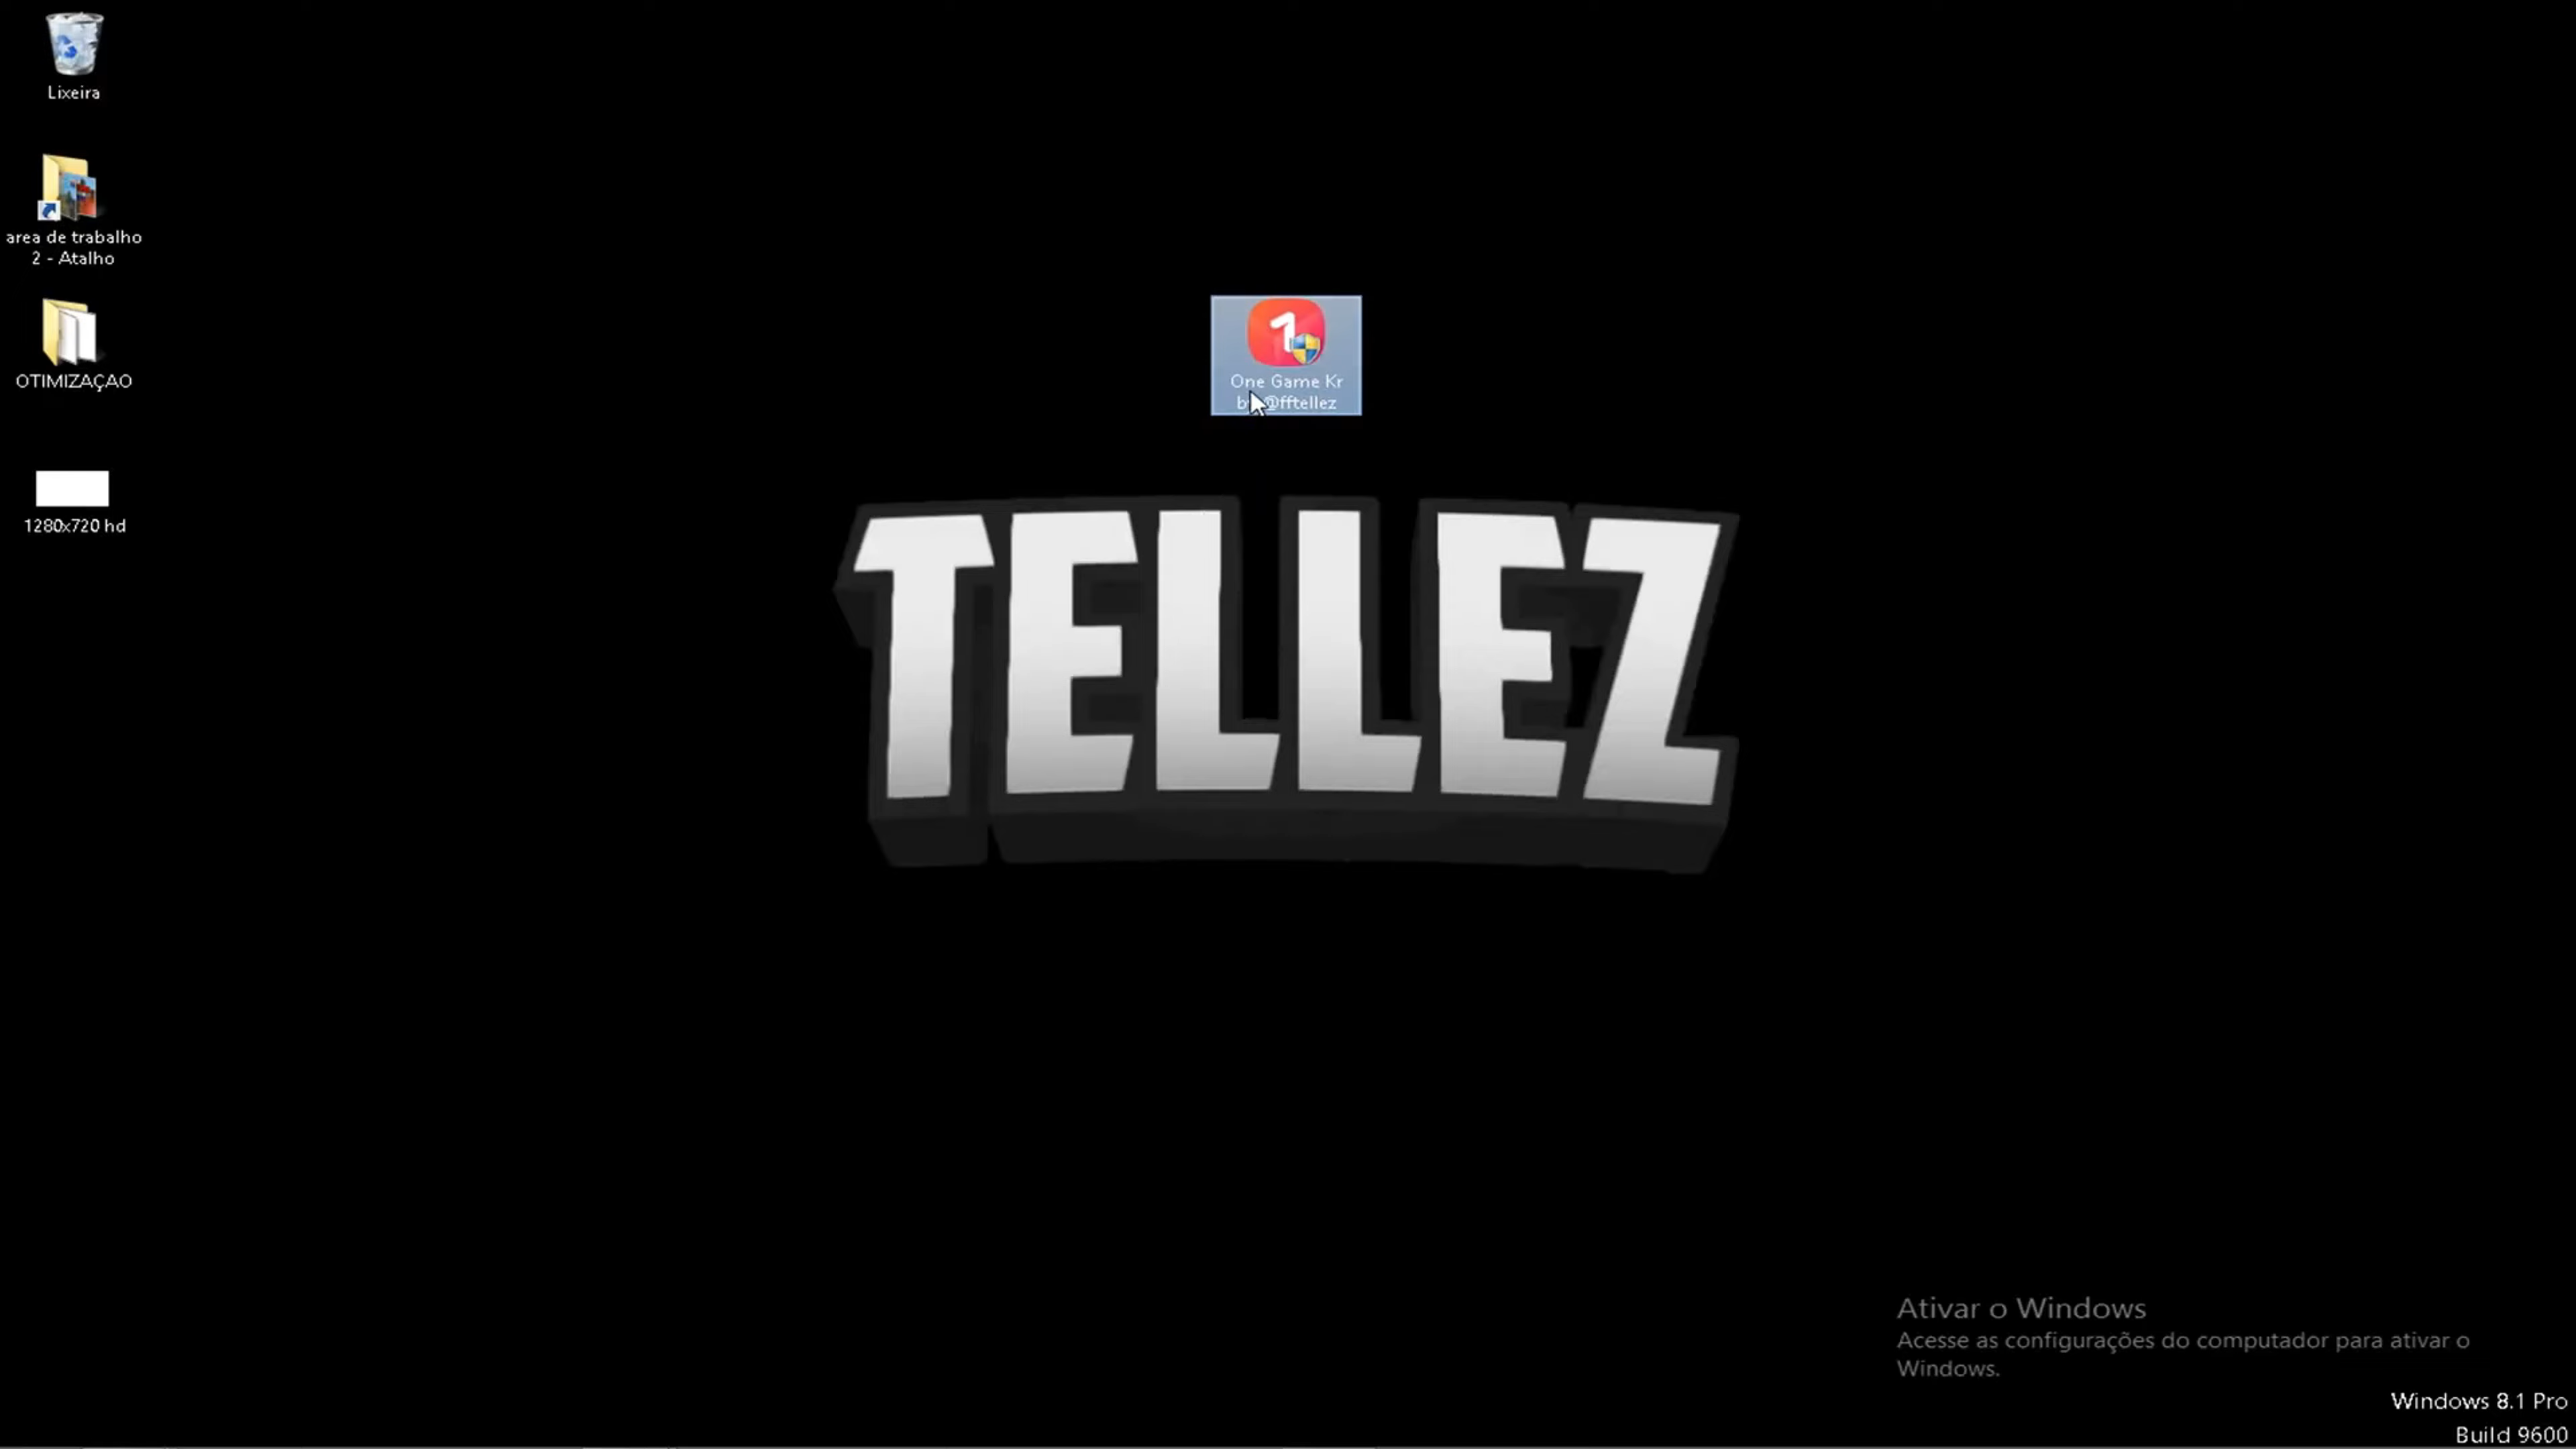 Lixeira
area de trabalho
2 - Atalho
OTIMIZAÇAO
1280x720 hd
One Game Kr
by @fftellez
TELLEZ
Ativar o Windows
Acesse as configurações do computador para ativar o
Windows.
Windows 8.1 Pro
Build 9600